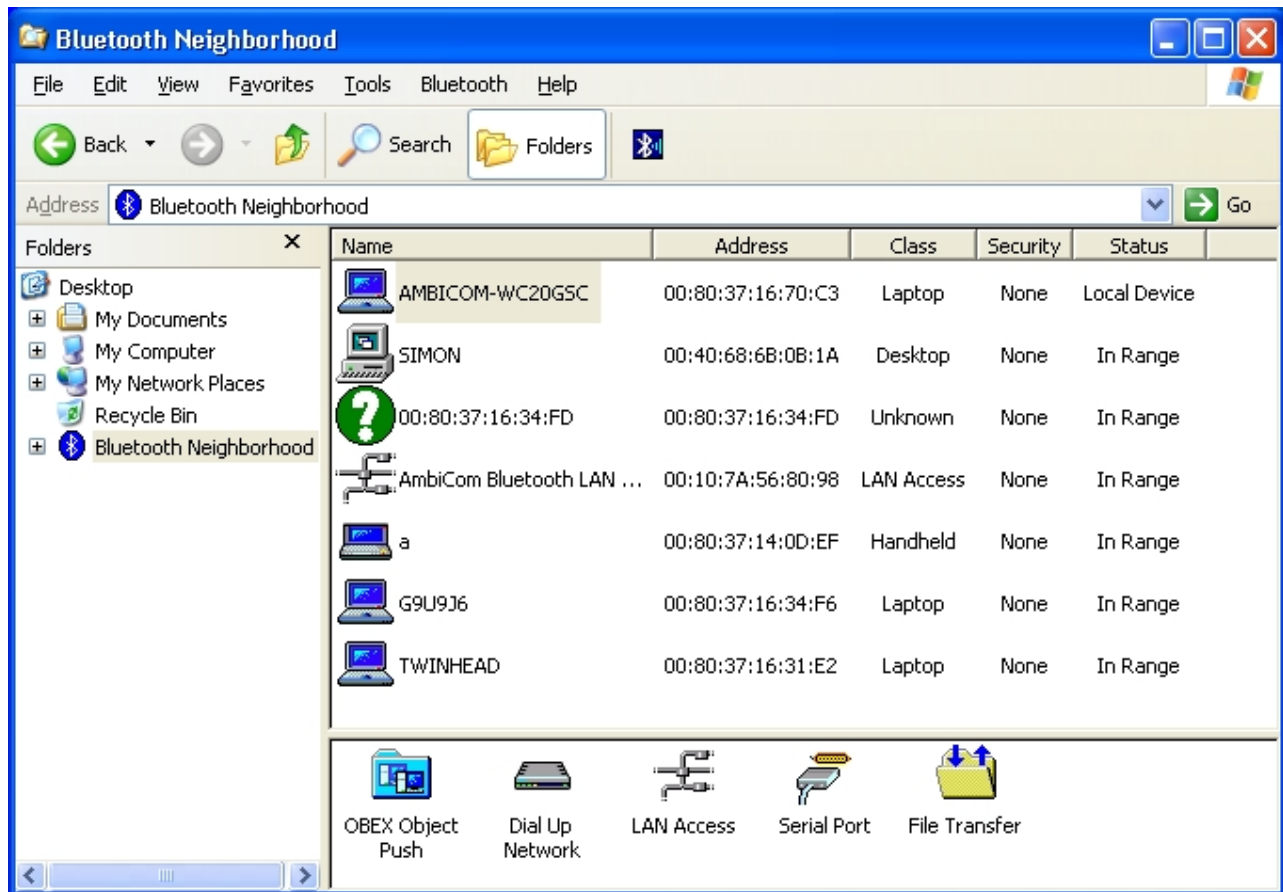 Bluetooth Neighborhood
File Edit View Favorites Tools Bluetooth Help
Back Search Folders
Address Bluetooth Neighborhood Go
Folders
Desktop
My Documents
My Computer
My Network Places
Recycle Bin
Bluetooth Neighborhood
Name Address Class Security Status
AMBICOM-WC20GSC 00:80:37:16:70:C3 Laptop None Local Device
SIMON 00:40:68:6B:0B:1A Desktop None In Range
00:80:37:16:34:FD 00:80:37:16:34:FD Unknown None In Range
AmbiCom Bluetooth LAN ... 00:10:7A:56:80:98 LAN Access None In Range
a 00:80:37:14:0D:EF Handheld None In Range
G9U9J6 00:80:37:16:34:F6 Laptop None In Range
TWINHEAD 00:80:37:16:31:E2 Laptop None In Range
OBEX Object Push
Dial Up Network
LAN Access
Serial Port
File Transfer